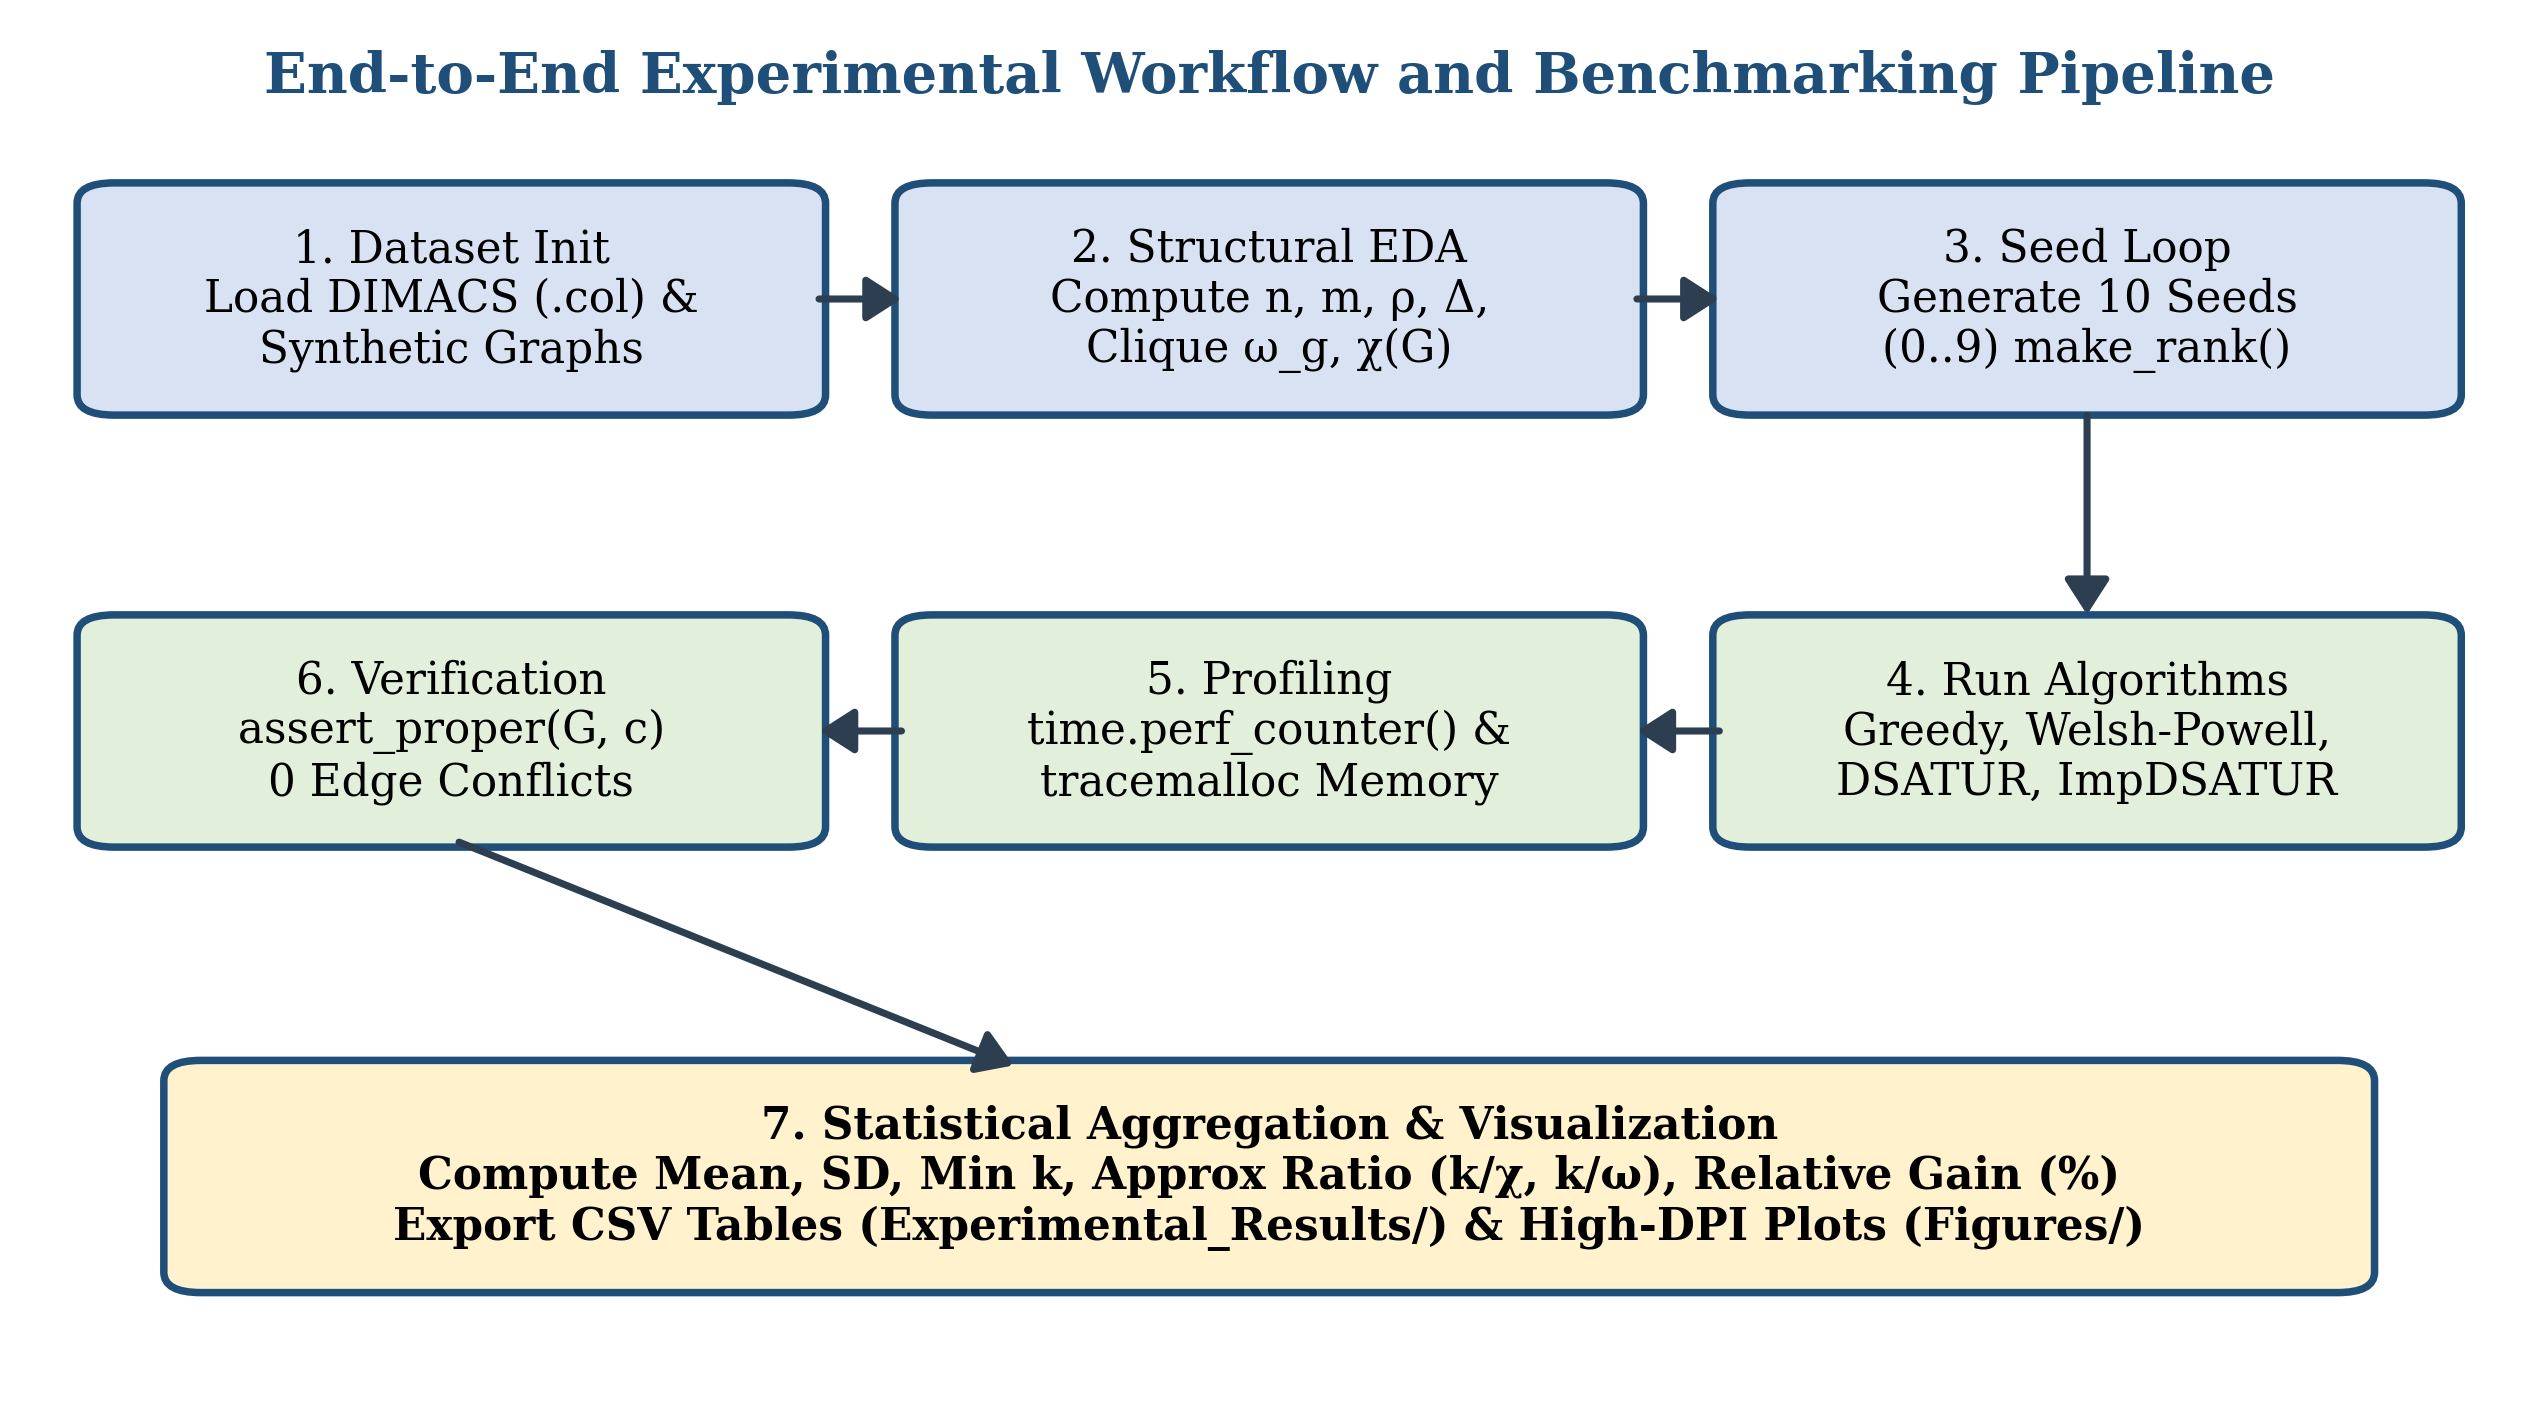 End-to-End Experimental Workflow and Benchmarking Pipeline
1. Dataset Init
Load DIMACS (.col) &
Synthetic Graphs
2. Structural EDA
Compute n, m, ρ, Δ,
Clique ω_g, χ(G)
3. Seed Loop
Generate 10 Seeds
(0..9) make_rank()
4. Run Algorithms
Greedy, Welsh-Powell,
DSATUR, ImpDSATUR
5. Profiling
time.perf_counter() &
tracemalloc Memory
6. Verification
assert_proper(G, c)
0 Edge Conflicts
7. Statistical Aggregation & Visualization
Compute Mean, SD, Min k, Approx Ratio (k/χ, k/ω), Relative Gain (%)
Export CSV Tables (Experimental_Results/) & High-DPI Plots (Figures/)